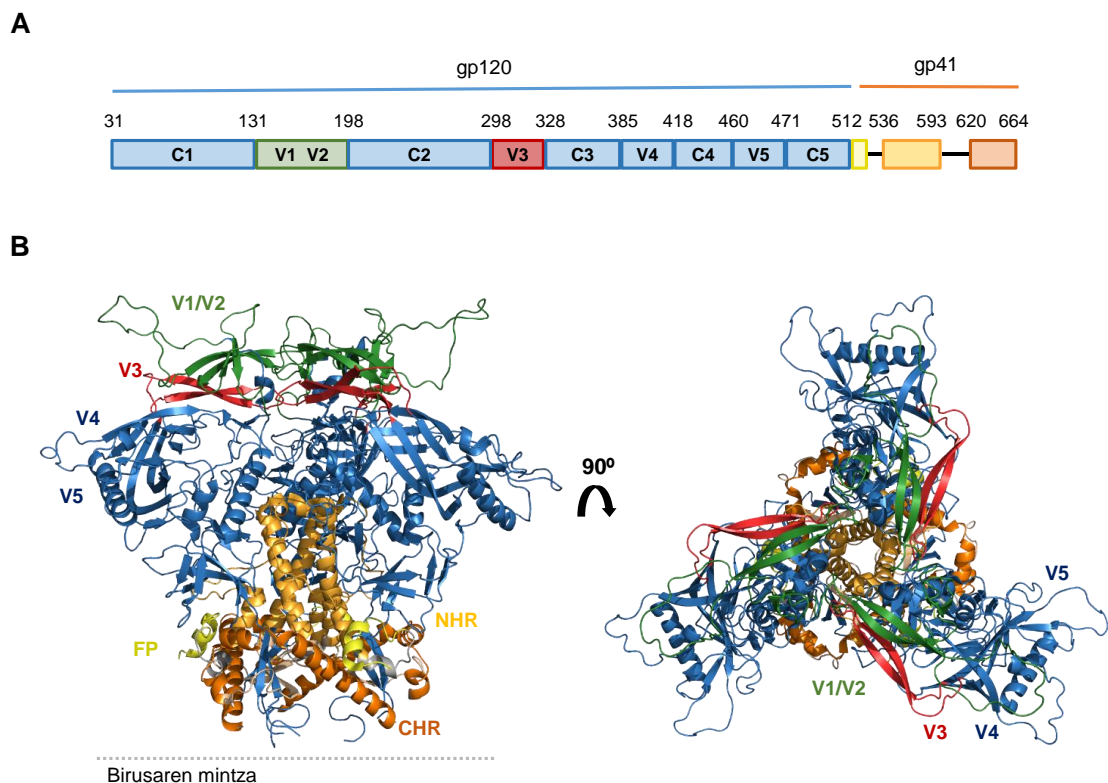 A
gp120 gp41
31 131 198 298 328 385 418 460 471 512 536 593 620 664
C1 V1 V2 C2 V3 C3 V4 C4 V5 C5
B
V1/V2
V3
V4
V5
FP
NHR
CHR
Birusaren mintza
90º
V5
V1/V2
V3 V4